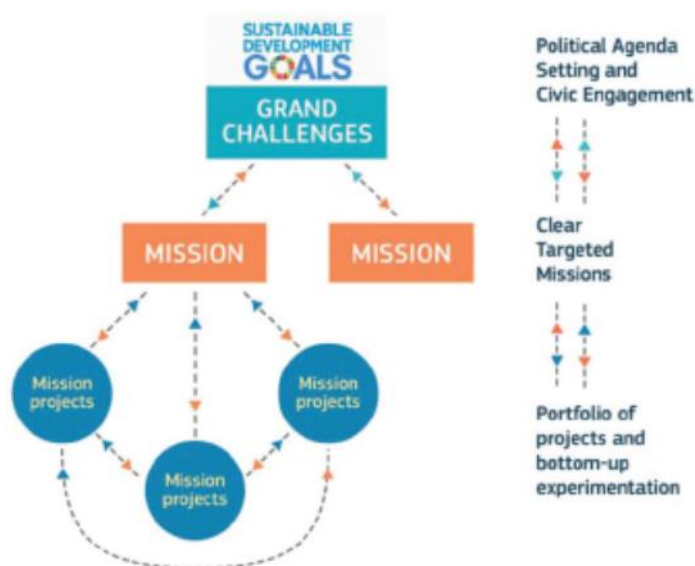 SUSTAINABLE
DEVELOPMENT
GOALS
GRAND
CHALLENGES
MISSION
MISSION
Mission
projects
Mission
projects
Mission
projects
Political Agenda
Setting and
Civic Engagement
Clear
Targeted
Missions
Portfolio of
projects and
bottom-up
experimentation